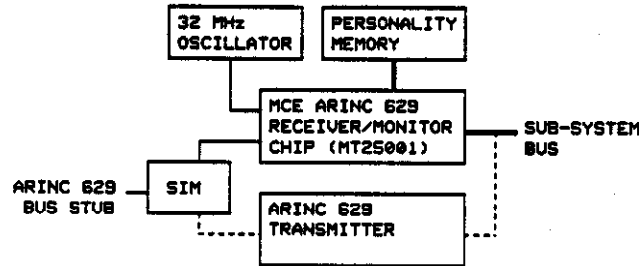 32 MHz
OSCILLATOR
PERSONALITY
MEMORY
MCE ARINC 629
RECEIVER/MONITOR
CHIP (MT25001)
SUB-SYSTEM
BUS
SIM
ARINC 629
BUS STUB
ARINC 629
TRANSMITTER